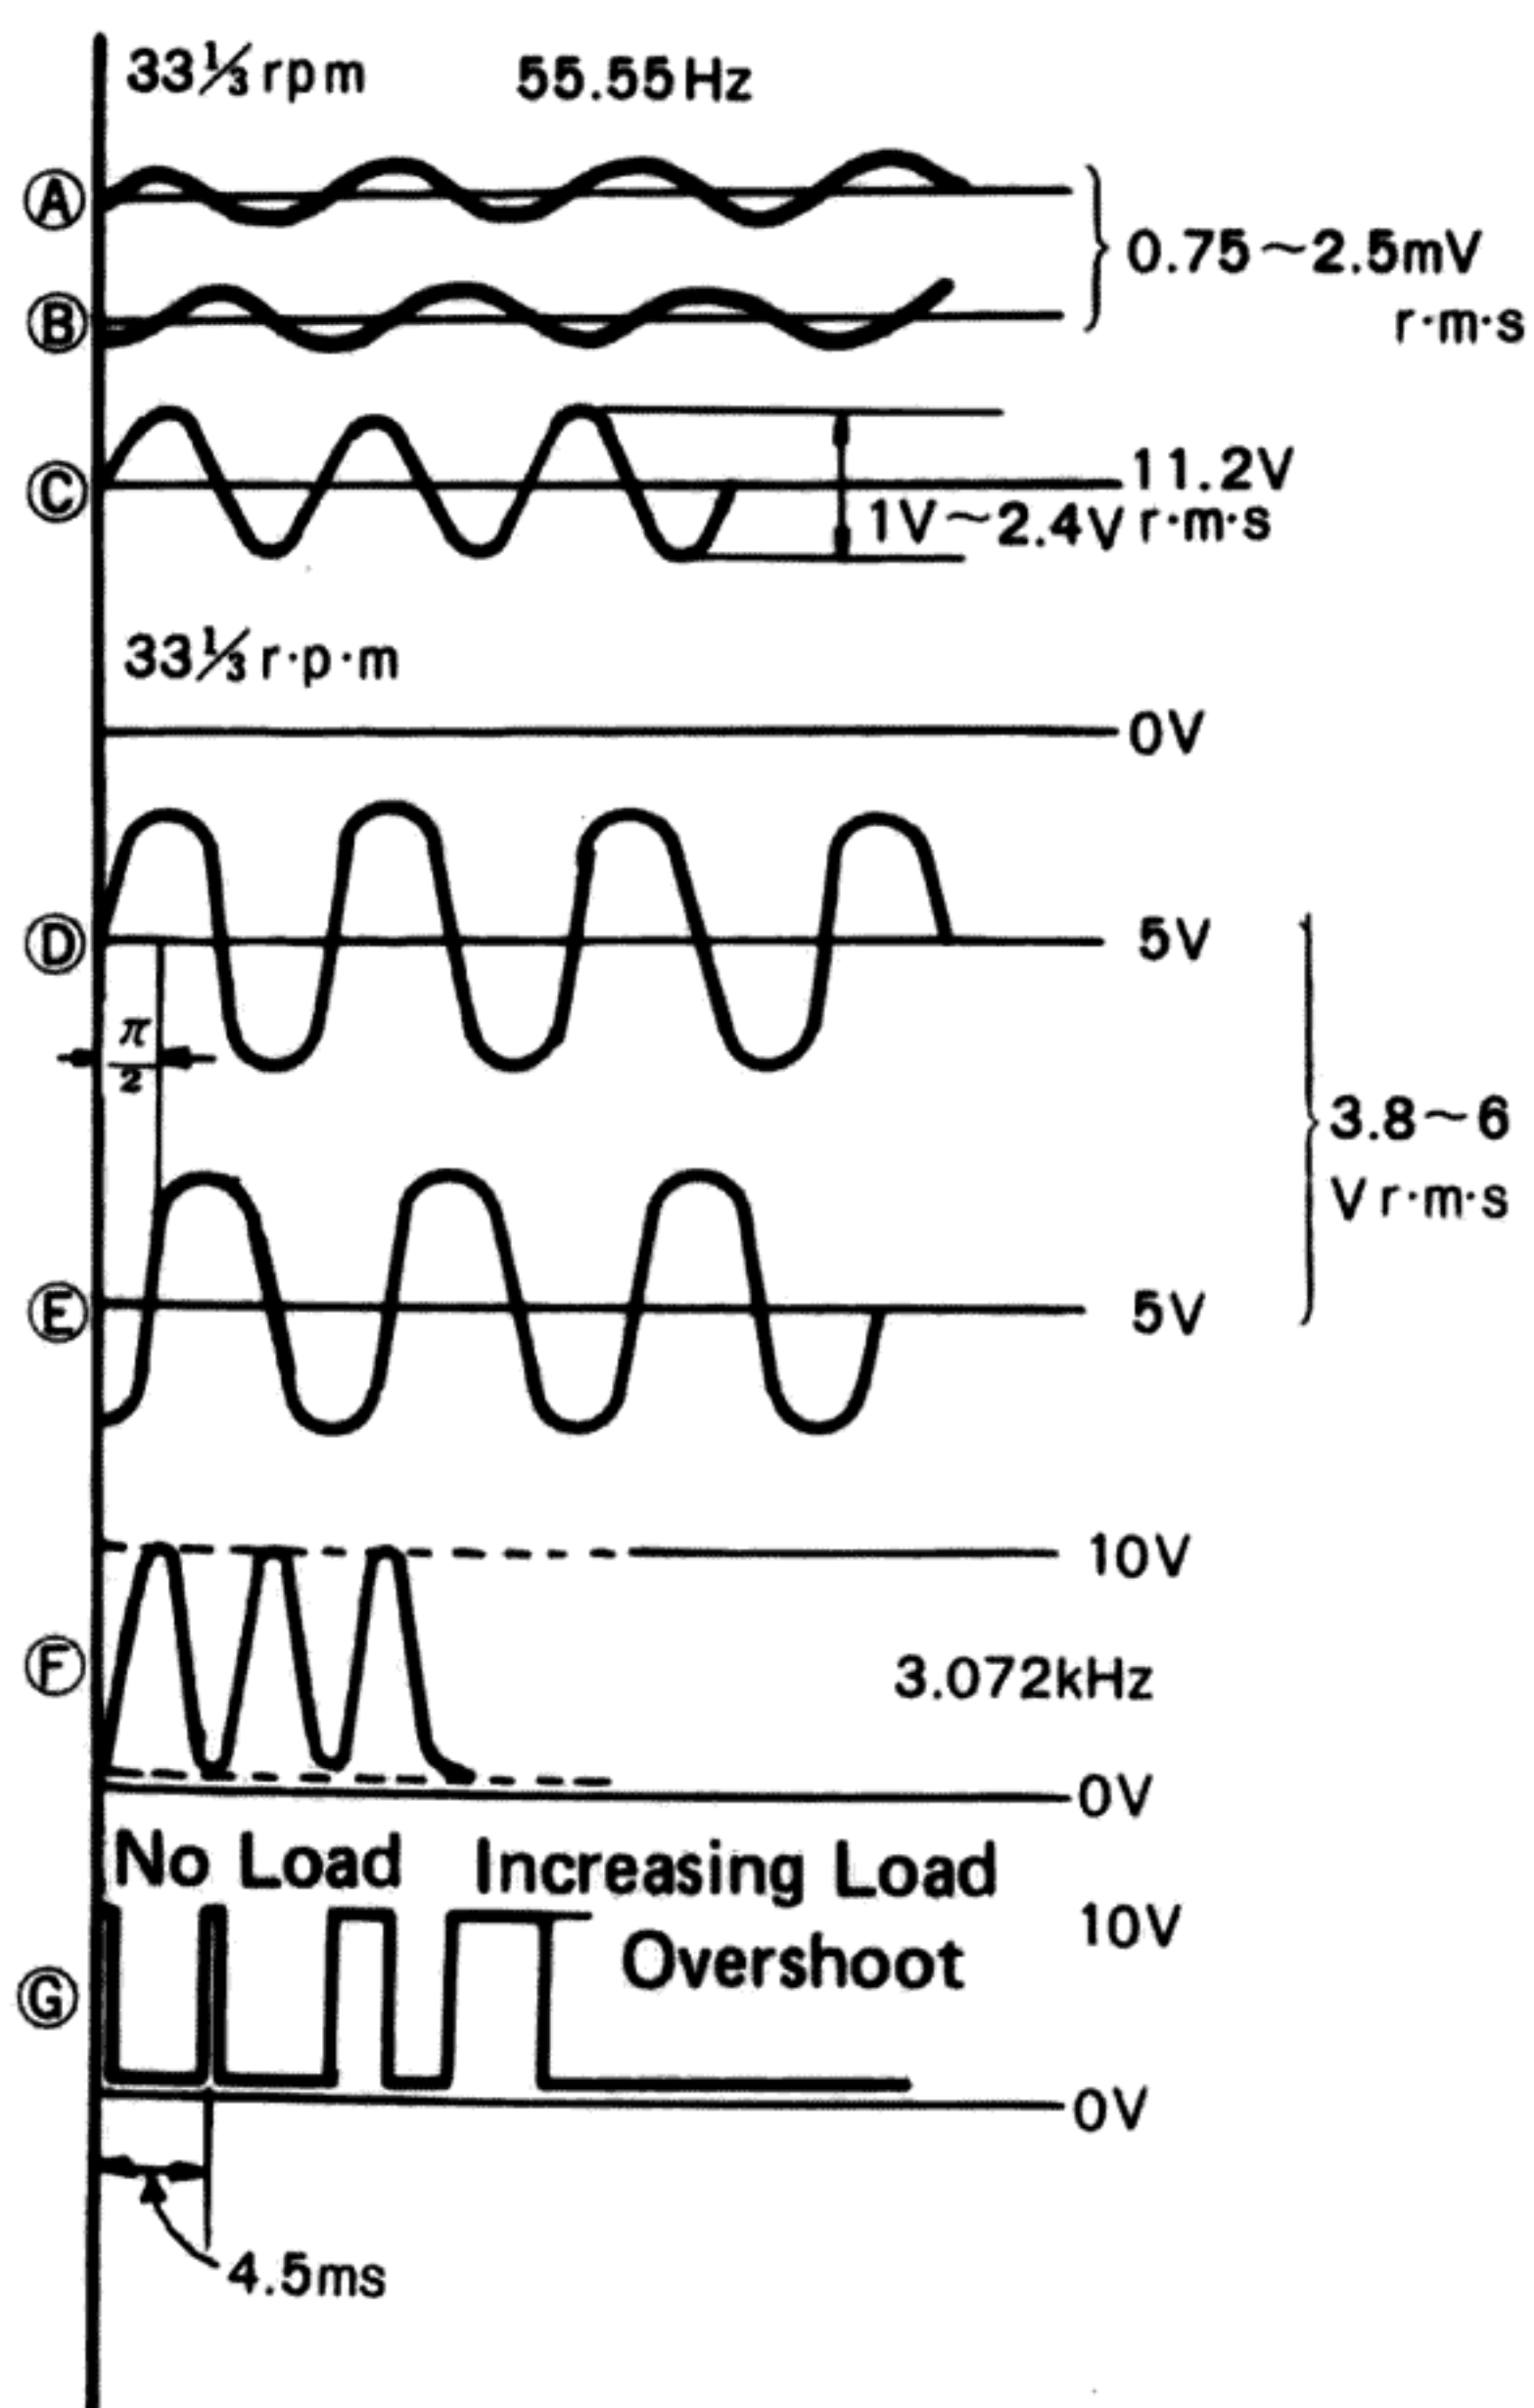 33⅓rpm 55.55Hz
Ⓐ
0.75~2.5mV
r·m·s
Ⓑ
Ⓒ
11.2V
1V~2.4V r·m·s
33⅓r·p·m
0V
Ⓓ
5V
π/2
3.8~6
V r·m·s
Ⓔ
5V
10V
Ⓕ
3.072kHz
0V
No Load Increasing Load
10V
Overshoot
Ⓖ
0V
4.5ms